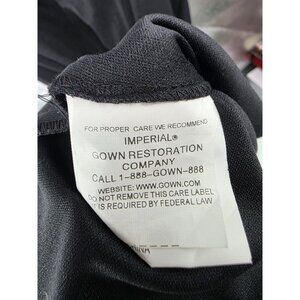 FOR PROPER CARE WE RECOMMEND
IMPERIAL®
GOWN RESTORATION
COMPANY
CALL 1-888-GOWN-888
WEBSITE: WWW.GOWN.COM
DO NOT REMOVE THIS CARE LABEL
IT IS REQUIRED BY FEDERAL LAW